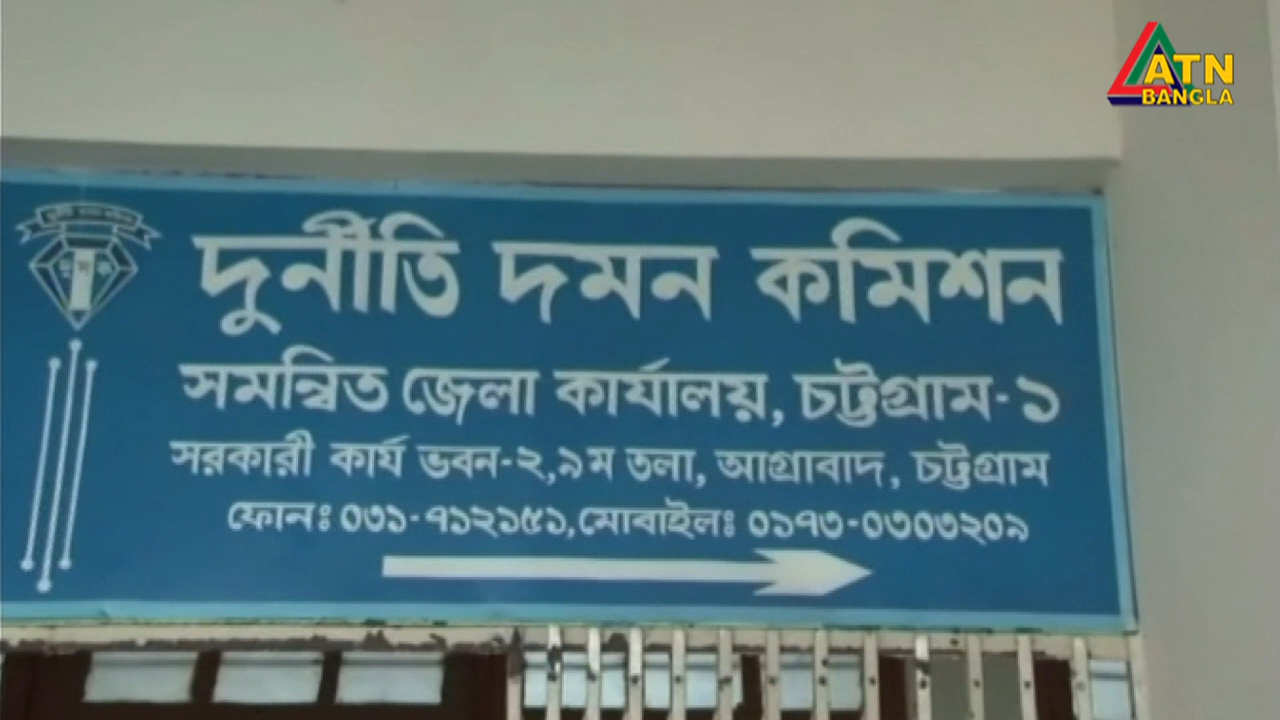 ATN
BANGLA
দুর্নীতি দমন কমিশন
সমন্বিত জেলা কার্যালয়, চট্টগ্রাম-১
সরকারী কার্য ভবন-২,৯ম তলা, আগ্রাবাদ, চট্টগ্রাম
ফোনঃ ০৩১-৭১২১৫১,মোবাইলঃ ০১৭৩-০৩০৩২০৯